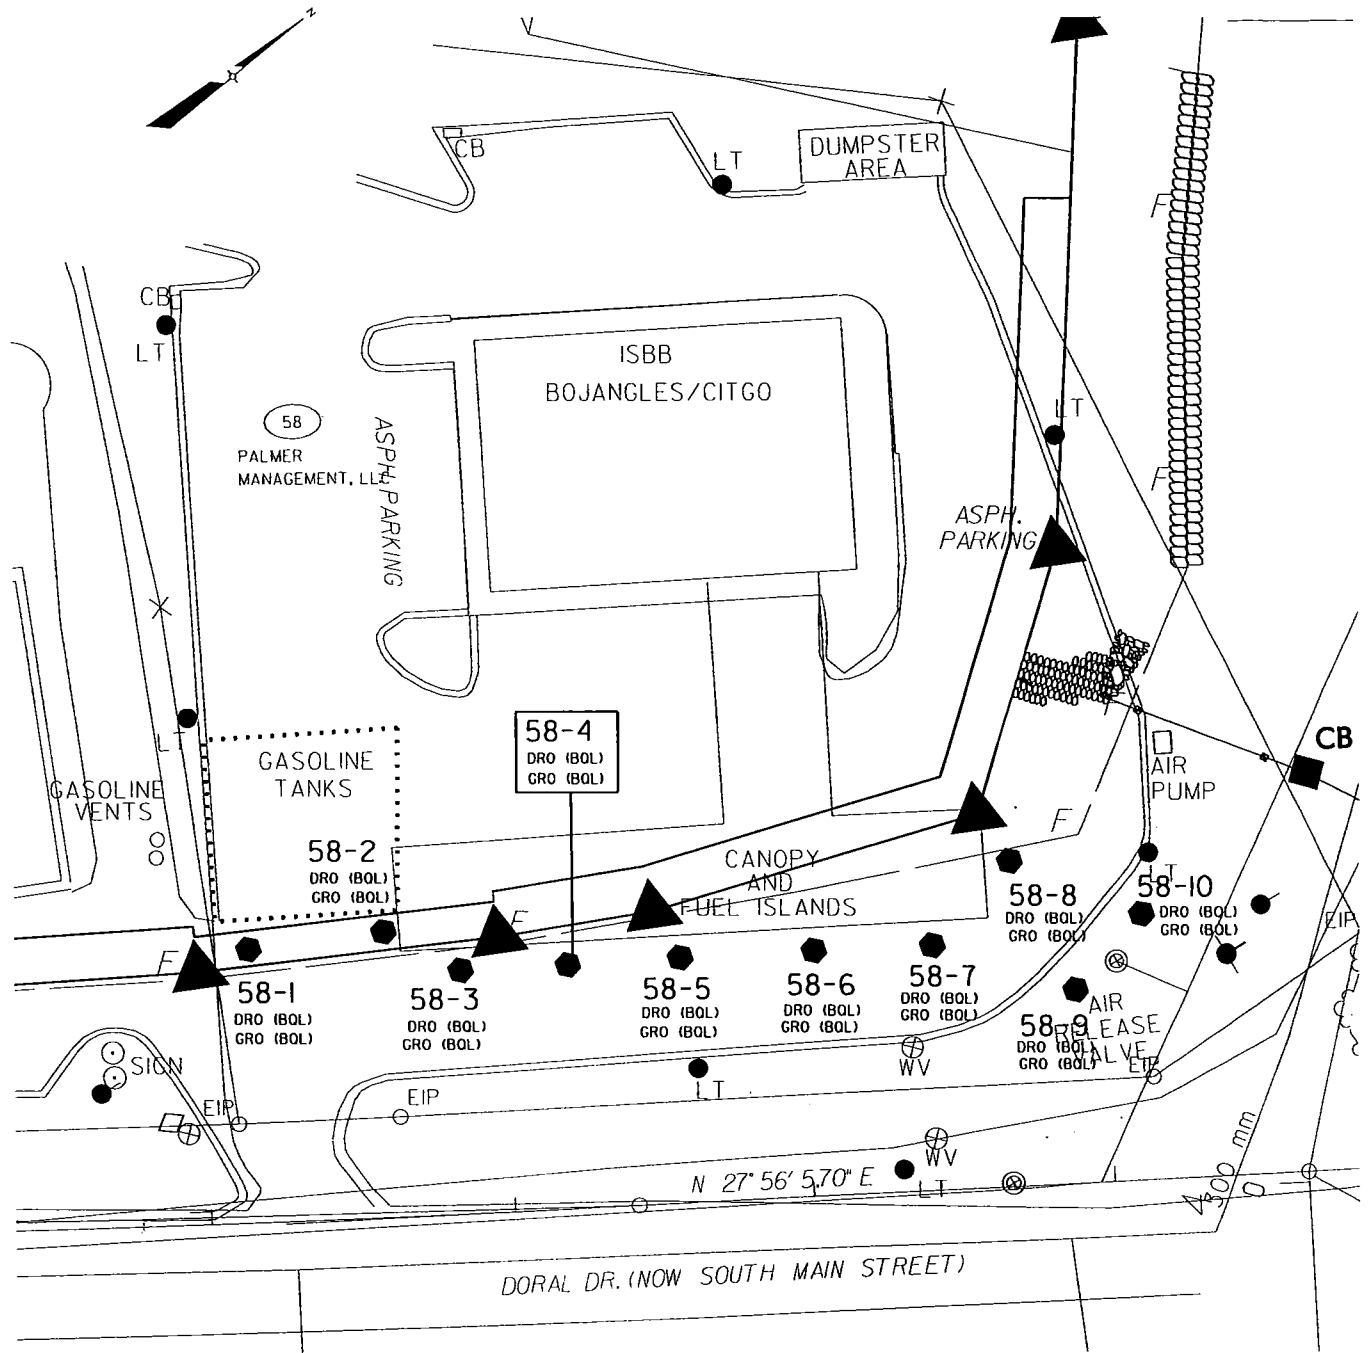 Z
V
DUMPSTER
AREA
CB
LT
F
CB
LT
ISBB
BOJANGLES/CITGO
LT
58
PALMER
MANAGEMENT, LL
ASPH.PARKING
F
ASPH.
PARKING
58-4
DRO (BQL)
GRO (BQL)
LT
GASOLINE
TANKS
CB
GASOLINE
VENTS
AIR
PUMP
F
58-2
DRO (BQL)
GRO (BQL)
CANOPY
AND
FUEL ISLANDS
LT
58-8
DRO (BQL)
GRO (BQL)
58-10
DRO (BQL)
GRO (BQL)
EIP
F
F
58-1
DRO (BQL)
GRO (BQL)
58-3
DRO (BQL)
GRO (BQL)
58-5
DRO (BQL)
GRO (BQL)
58-6
DRO (BQL)
GRO (BQL)
58-7
DRO (BQL)
GRO (BQL)
58-9
DRO (BQL)
GRO (BQL)
AIR
RELEASE
VALVE
EIP
SIGN
WV
LT
EIP
EIP
WV
LT
N 27° 56' 5.70" E
300 mm
DORAL DR. (NOW SOUTH MAIN STREET)